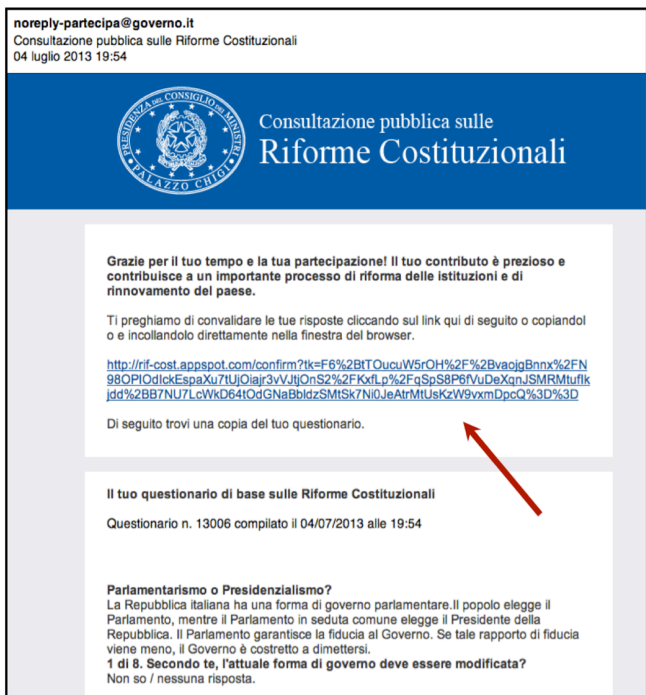 noreply-partecipa@governo.it
Consultazione pubblica sulle Riforme Costituzionali
04 luglio 2013 19:54
PRESIDENZA DEL CONSIGLIO DEI MINISTRI
PALAZZO CHIGI
Consultazione pubblica sulle
Riforme Costituzionali
Grazie per il tuo tempo e la tua partecipazione! Il tuo contributo è prezioso e
contribuisce a un importante processo di riforma delle istituzioni e di
rinnovamento del paese.
Ti preghiamo di convalidare le tue risposte cliccando sul link qui di seguito o copiandol
o e incollandolo direttamente nella finestra del browser.
http://rif-cost.appspot.com/confirm?tk=F6%2BtTOucuW5rOH%2F%2BvaojgBnnx%2FN
98OPIOdIckEspaXu7tUjOiajr3vVJtjOnS2%2FKxfLp%2FqSpS8P6fVuDeXqnJSMRMtuflk
jdd%2BB7NU7LcWkD64tOdGNaBbldzSMtSk7Ni0JeAtrMtUsKzW9vxmDpcQ%3D%3D
Di seguito trovi una copia del tuo questionario.
Il tuo questionario di base sulle Riforme Costituzionali
Questionario n. 13006 compilato il 04/07/2013 alle 19:54
Parlamentarismo o Presidenzialismo?
La Repubblica italiana ha una forma di governo parlamentare.Il popolo elegge il
Parlamento, mentre il Parlamento in seduta comune elegge il Presidente della
Repubblica. Il Parlamento garantisce la fiducia al Governo. Se tale rapporto di fiducia
viene meno, il Governo è costretto a dimettersi.
1 di 8. Secondo te, l'attuale forma di governo deve essere modificata?
Non so / nessuna risposta.